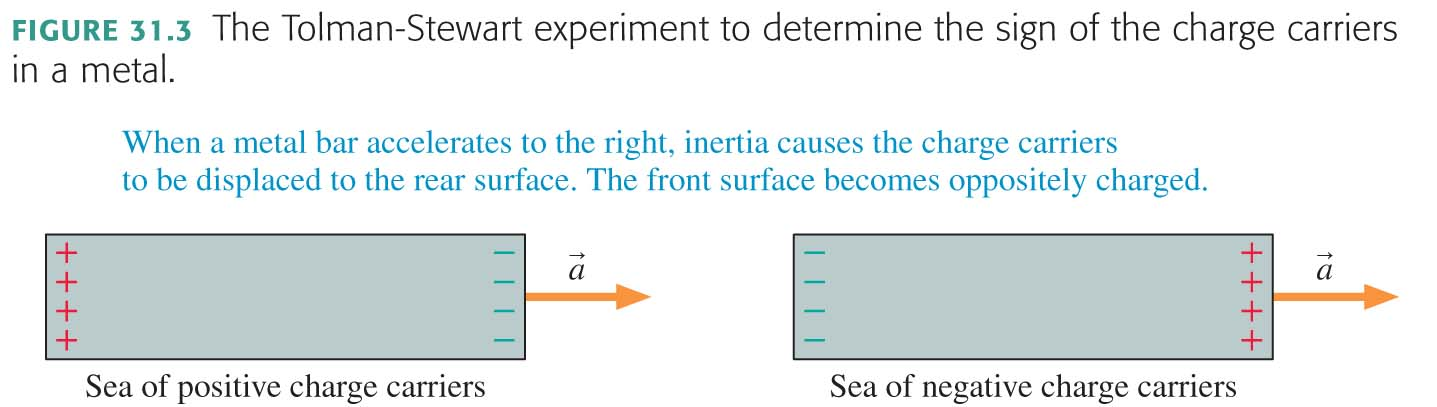 FIGURE 31.3 The Tolman-Stewart experiment to determine the sign of the charge carriers
in a metal.
When a metal bar accelerates to the right, inertia causes the charge carriers
to be displaced to the rear surface. The front surface becomes oppositely charged.
+ − a⃗ − + a⃗
+ − − +
+ − − +
+ − − +
Sea of positive charge carriers Sea of negative charge carriers